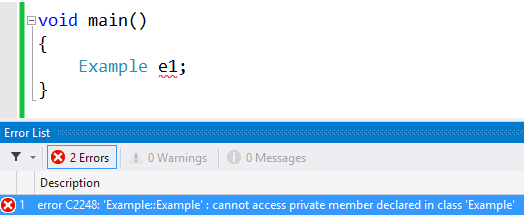 void main()
{
Example e1;
}
Error List
2 Errors
0 Warnings
0 Messages
Description
1 error C2248: 'Example::Example' : cannot access private member declared in class 'Example'